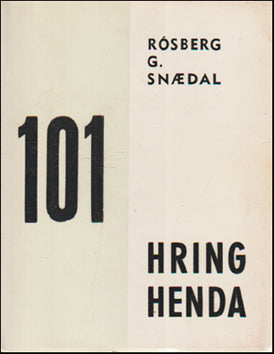 RÓSBERG
G.
SNÆDAL
101
HRING
HENDA